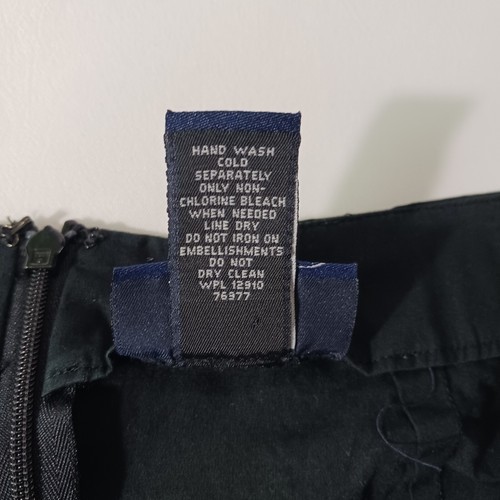 HAND WASH
COLD
SEPARATELY
ONLY NON-
CHLORINE BLEACH
WHEN NEEDED
LINE DRY
DO NOT IRON ON
EMBELLISHMENTS
DO NOT
DRY CLEAN
WPL 12910
76977